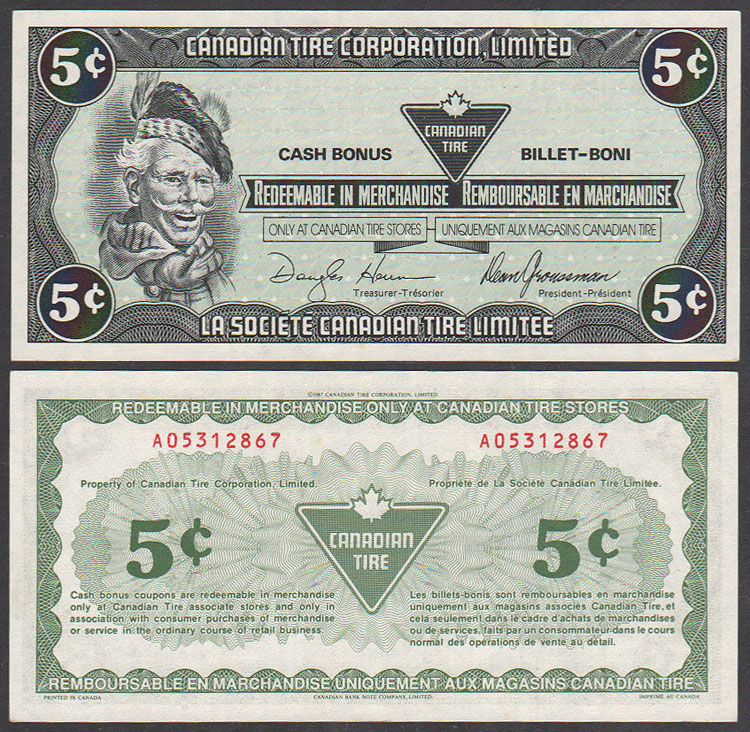 5¢ CANADIAN TIRE CORPORATION, LIMITED 5¢
CANADIAN
TIRE
CASH BONUS BILLET-BONI
REDEEMABLE IN MERCHANDISE REMBOURSABLE EN MARCHANDISE
ONLY AT CANADIAN TIRE STORES UNIQUEMENT AUX MAGASINS CANADIAN TIRE
Treasurer-Trésorier President-Président
5¢ LA SOCIÉTÉ CANADIAN TIRE LIMITÉE 5¢
©1987 CANADIAN TIRE CORPORATION, LIMITED.
REDEEMABLE IN MERCHANDISE ONLY AT CANADIAN TIRE STORES
A05312867 A05312867
Property of Canadian Tire Corporation, Limited. Propriété de La Société Canadian Tire Limitée.
5¢ CANADIAN 5¢
TIRE
Cash bonus coupons are redeemable in merchandise
only at Canadian Tire associate stores and only in
association with consumer purchases of merchandise
or service in the ordinary course of retail business.
Les billets-bonis sont remboursables en marchandise
uniquement aux magasins associés Canadian Tire, et
cela seulement dans le cadre d'achats de marchandises
ou de services, faits par un consommateur dans le cours
normal des opérations de vente au détail.
REMBOURSABLE EN MARCHANDISE UNIQUEMENT AUX MAGASINS CANADIAN TIRE
PRINTED IN CANADA CANADIAN BANK NOTE COMPANY, LIMITED. IMPRIMÉ AU CANADA